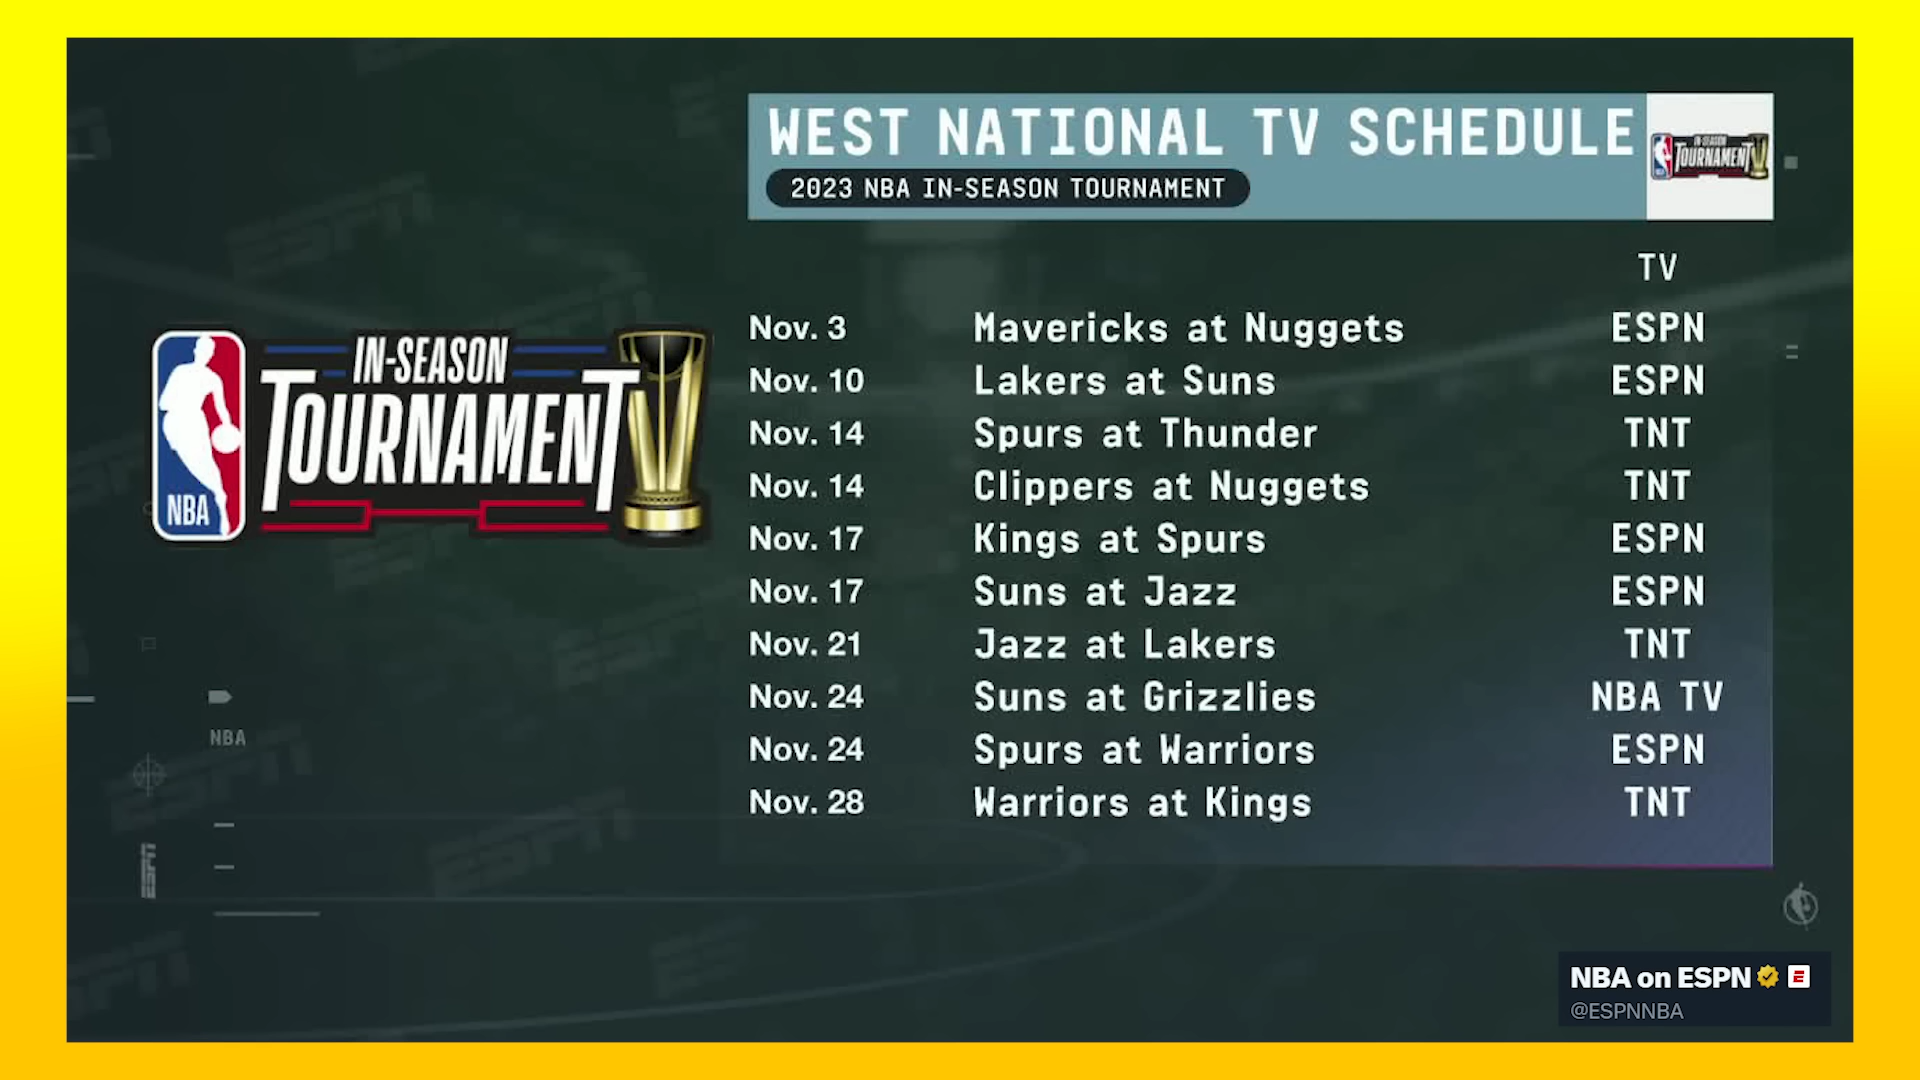 WEST NATIONAL TV SCHEDULE
2023 NBA IN-SEASON TOURNAMENT
IN-SEASON
TOURNAMENT
TV
Nov. 3 Mavericks at Nuggets ESPN
Nov. 10 Lakers at Suns ESPN
Nov. 14 Spurs at Thunder TNT
Nov. 14 Clippers at Nuggets TNT
Nov. 17 Kings at Spurs ESPN
Nov. 17 Suns at Jazz ESPN
Nov. 21 Jazz at Lakers TNT
Nov. 24 Suns at Grizzlies NBA TV
Nov. 24 Spurs at Warriors ESPN
Nov. 28 Warriors at Kings TNT
IN-SEASON
TOURNAMENT
NBA
NBA
ESPN
NBA on ESPN
@ESPNNBA